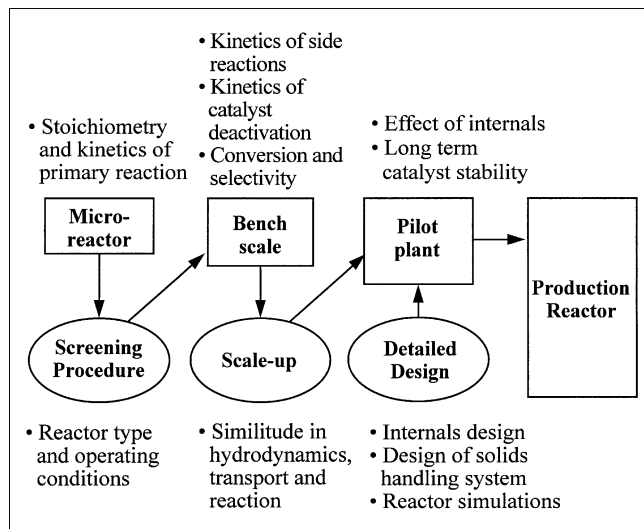 • Kinetics of side
reactions
• Kinetics of
catalyst
deactivation
• Conversion and
selectivity
• Stoichiometry
and kinetics of
primary reaction
• Effect of internals
• Long term
catalyst stability
Micro-
reactor
Bench
scale
Pilot
plant
Production
Reactor
Screening
Procedure
Scale-up
Detailed
Design
• Reactor type
and operating
conditions
• Similitude in
hydrodynamics,
transport and
reaction
• Internals design
• Design of solids
handling system
• Reactor simulations